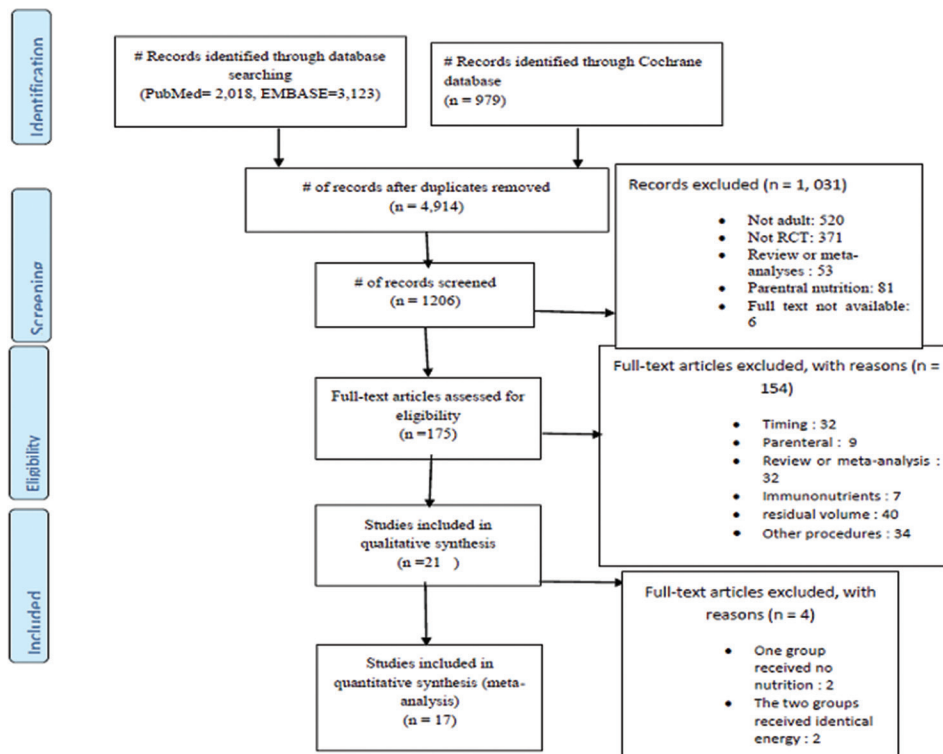 Identification
# Records identified through database
searching
(PubMed= 2,018, EMBASE=3,123)
# Records identified through Cochrane
database
(n = 979)
# of records after duplicates removed
(n = 4,914)
Screening
# of records screened
(n = 1206)
Records excluded (n = 1, 031)
• Not adult: 520
• Not RCT: 371
• Review or meta-
analyses : 53
• Parentral nutrition: 81
• Full text not available:
6
Eligibility
Full-text articles assessed for
eligibility
(n =175)
Full-text articles excluded, with reasons (n =
154)
• Timing : 32
• Parenteral : 9
• Review or meta-analysis :
32
• Immunonutrients : 7
• residual volume : 40
• Other procedures : 34
Included
Studies included in
qualitative synthesis
(n =21 )
Full-text articles excluded, with
reasons (n = 4)
• One group
received no
nutrition : 2
• The two groups
received identical
energy : 2
Studies included in
quantitative synthesis (meta-
analysis)
(n = 17)